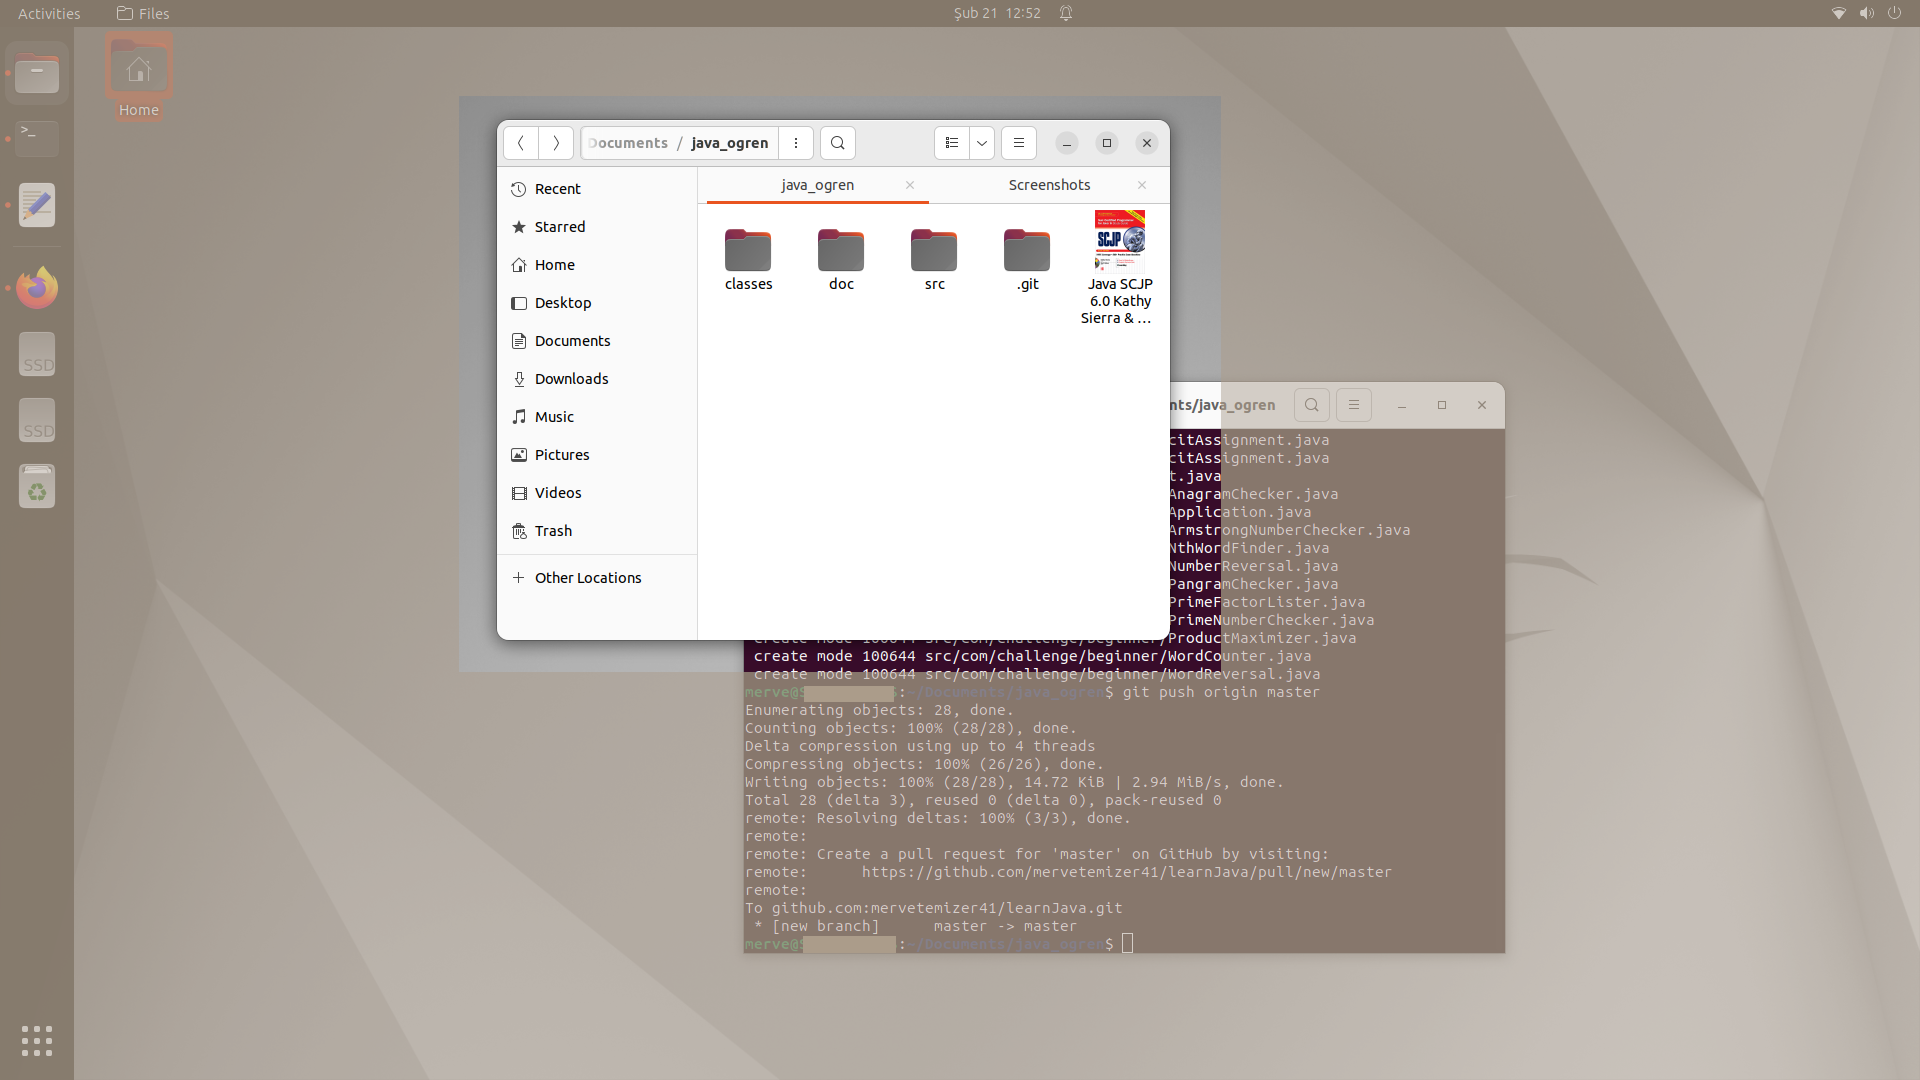 Activities
Files
Şub 21 12:52
Home
SSD
SSD
Documents / java_ogren
Recent
Starred
Home
Desktop
Documents
Downloads
Music
Pictures
Videos
Trash
Other Locations
java_ogren
Screenshots
classes
doc
src
.git
SCJP
Java SCJP
6.0 Kathy
Sierra & ...
nts/java_ogren
citAssignment.java
citAssignment.java
t.java
AnagramChecker.java
Application.java
ArmstrongNumberChecker.java
NthWordFinder.java
NumberReversal.java
PangramChecker.java
PrimeFactorLister.java
PrimeNumberChecker.java
create mode 100644 src/com/challenge/beginner/ProductMaximizer.java
create mode 100644 src/com/challenge/beginner/WordCounter.java
create mode 100644 src/com/challenge/beginner/WordReversal.java
merve@ :~/Documents/java_ogren$ git push origin master
Enumerating objects: 28, done.
Counting objects: 100% (28/28), done.
Delta compression using up to 4 threads
Compressing objects: 100% (26/26), done.
Writing objects: 100% (28/28), 14.72 KiB | 2.94 MiB/s, done.
Total 28 (delta 3), reused 0 (delta 0), pack-reused 0
remote: Resolving deltas: 100% (3/3), done.
remote:
remote: Create a pull request for 'master' on GitHub by visiting:
remote:      https://github.com/mervetemizer41/learnJava/pull/new/master
remote:
To github.com:mervetemizer41/learnJava.git
* [new branch]      master -> master
merve@ :~/Documents/java_ogren$